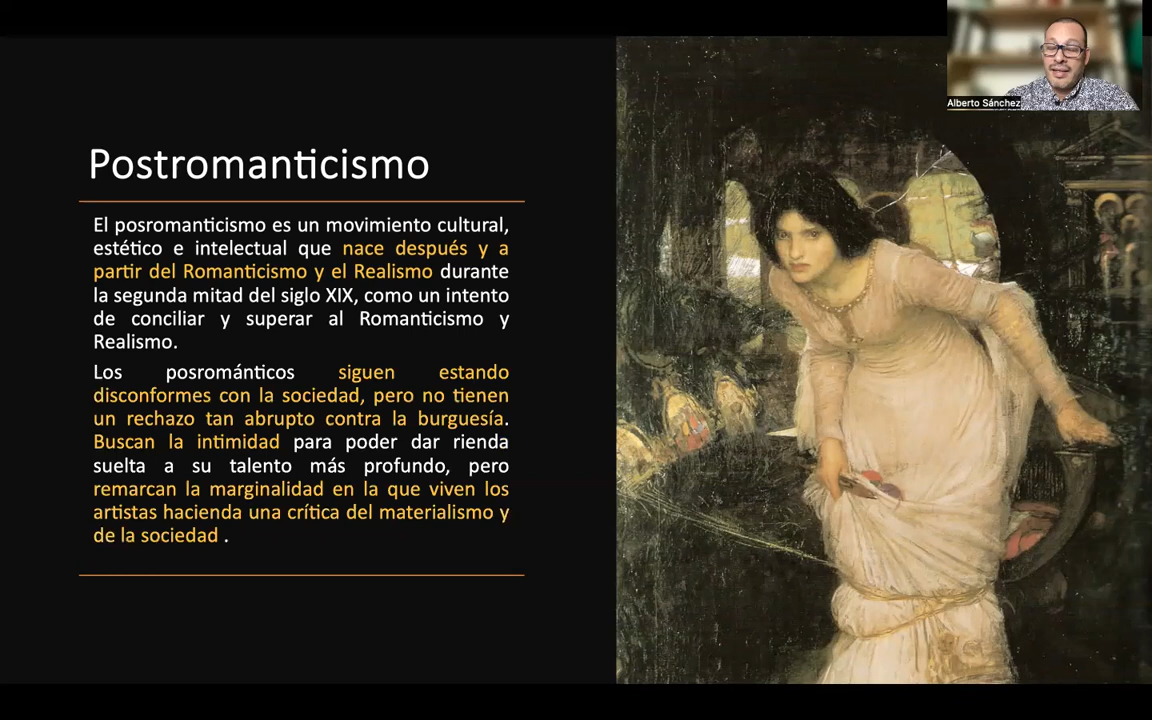 Alberto Sánchez
Postromanticismo
El posromanticismo es un movimiento cultural,
estético e intelectual que nace después y a
partir del Romanticismo y el Realismo durante
la segunda mitad del siglo XIX, como un intento
de conciliar y superar al Romanticismo y
Realismo.
Los posrománticos siguen estando
disconformes con la sociedad, pero no tienen
un rechazo tan abrupto contra la burguesía.
Buscan la intimidad para poder dar rienda
suelta a su talento más profundo, pero
remarcan la marginalidad en la que viven los
artistas hacienda una crítica del materialismo y
de la sociedad .